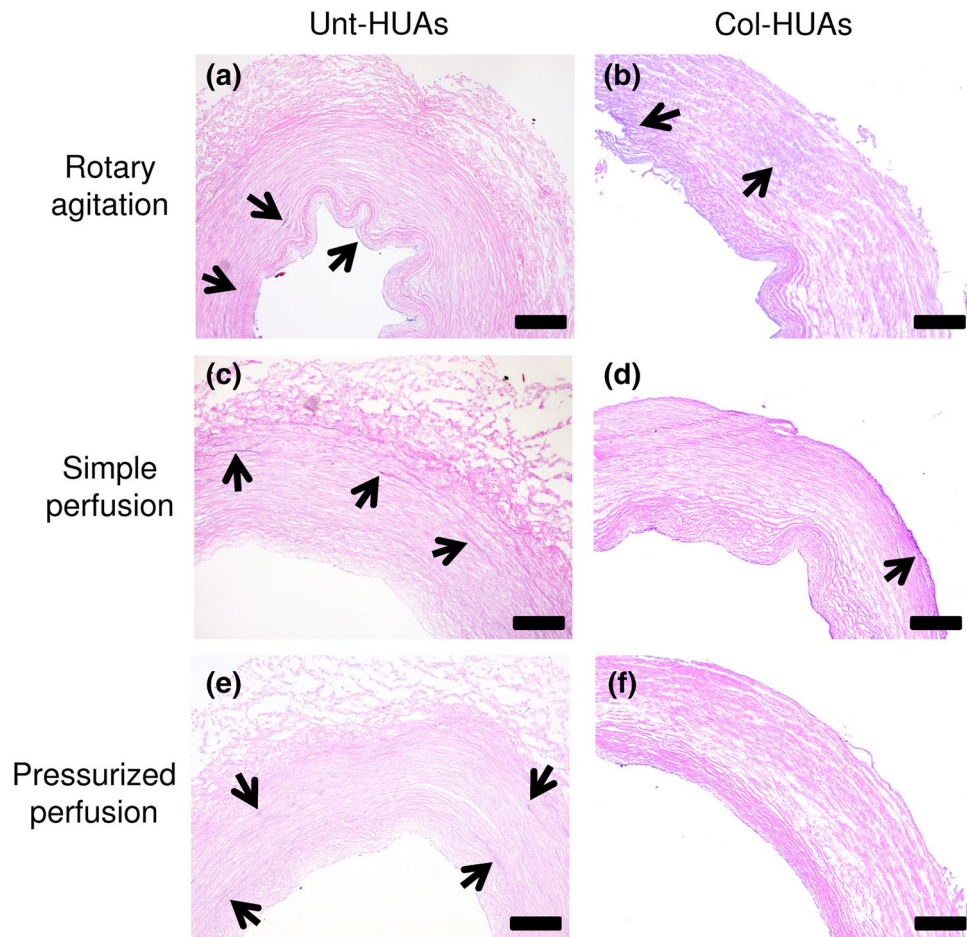 Unt-HUAs
Col-HUAs
Rotary
agitation
(a)
(b)
Simple
perfusion
(c)
(d)
Pressurized
perfusion
(e)
(f)